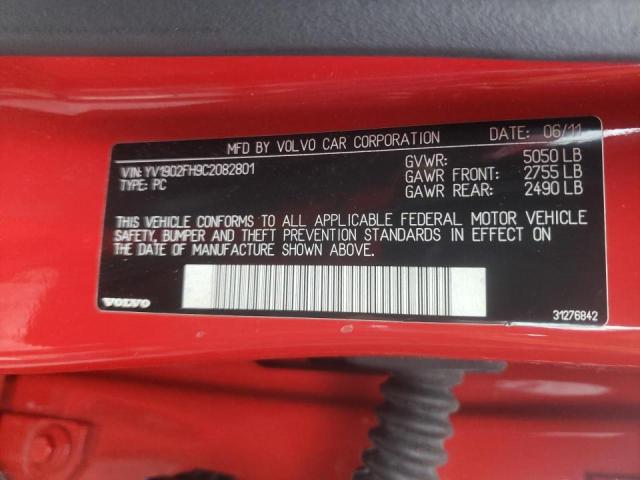 MFD BY VOLVO CAR CORPORATION DATE: 06/11
VIN: YV1902FH9C2082801
TYPE: PC
GVWR: 5050 LB
GAWR FRONT: 2755 LB
GAWR REAR: 2490 LB
THIS VEHICLE CONFORMS TO ALL APPLICABLE FEDERAL MOTOR VEHICLE
SAFETY, BUMPER AND THEFT PREVENTION STANDARDS IN EFFECT ON
THE DATE OF MANUFACTURE SHOWN ABOVE.
VOLVO
31276842